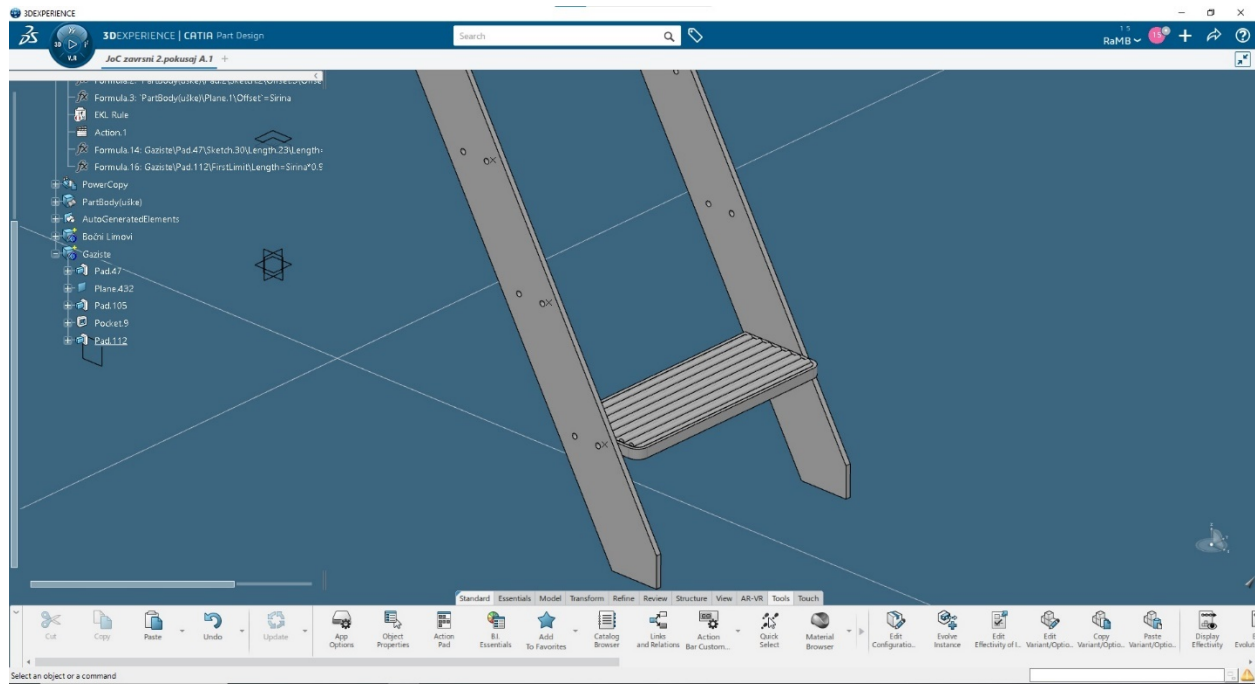 3DEXPERIENCE
3DEXPERIENCE | CATIA Part Design
Search
1 S
RaMB
JoC zavrsni 2.pokusaj A.1
Formula.3: 'PartBody(uške)\Plane.1\Offset'=Sirina
EKL Rule
Action.1
Formula.14: Gaziste\Pad.47\Sketch.30\Length.23\Length=
Formula.16: Gaziste\Pad.112\FirstLimit\Length=Sirina*0.9
PowerCopy
PartBody(uške)
AutoGeneratedElements
Bočni Limovi
Gaziste
Pad.47
Plane.432
Pad.105
Pocket.9
Pad.112
Standard Essentials Model Transform Refine Review Structure View AR-VR Tools Touch
Cut
Copy
Paste
Undo
Update
App Options
Object Properties
Action Pad
B.I. Essentials
Add To Favorites
Catalog Browser
Links and Relations
Action Bar Custom...
Quick Select
Material Browser
Edit Configuratio...
Evolve Instance
Edit Effectivity of I...
Edit Variant/Optio...
Copy Variant/Optio...
Paste Variant/Optio...
Display Effectivity
Select an object or a command